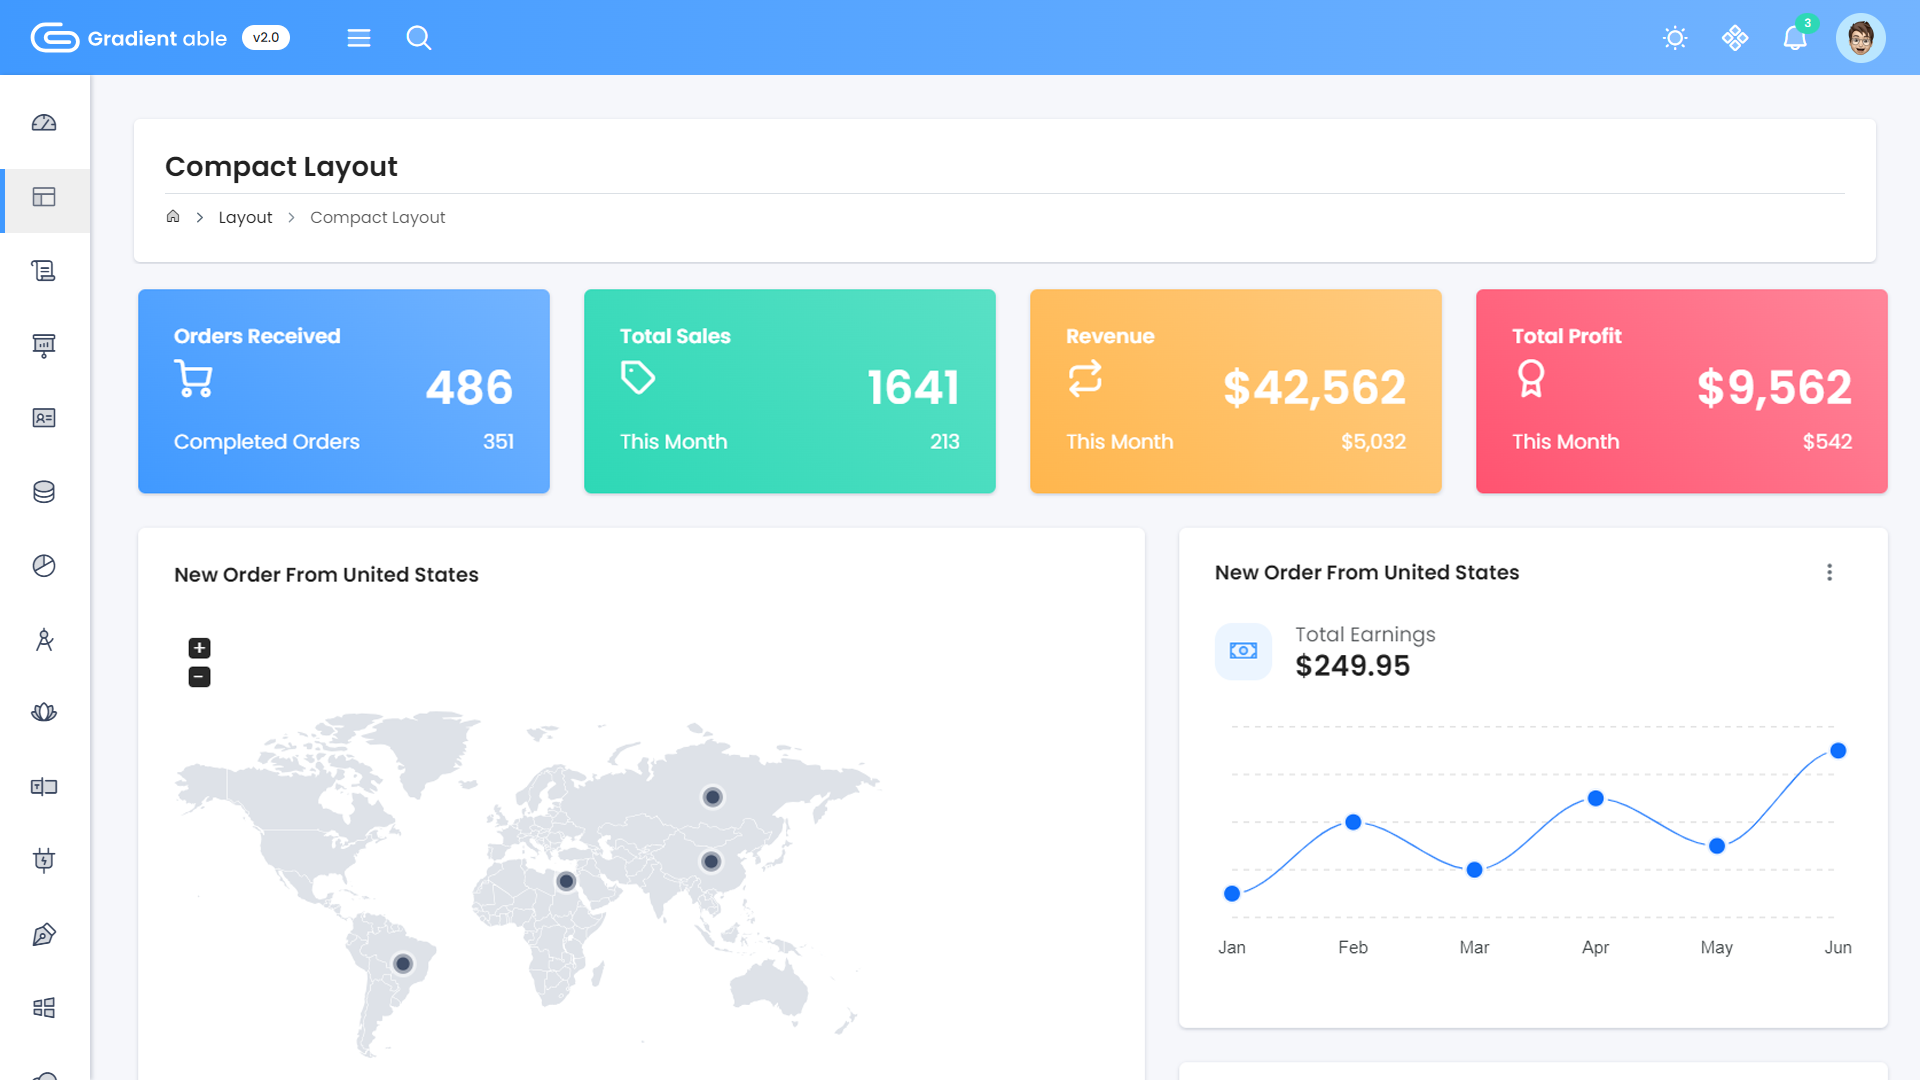 Gradient able v2.0
3
Compact Layout
Layout Compact Layout
Orders Received
486
Completed Orders 351
Total Sales
1641
This Month 213
Revenue
$42,562
This Month $5,032
Total Profit
$9,562
This Month $542
New Order From United States
+
−
New Order From United States
Total Earnings
$249.95
Jan Feb Mar Apr May Jun